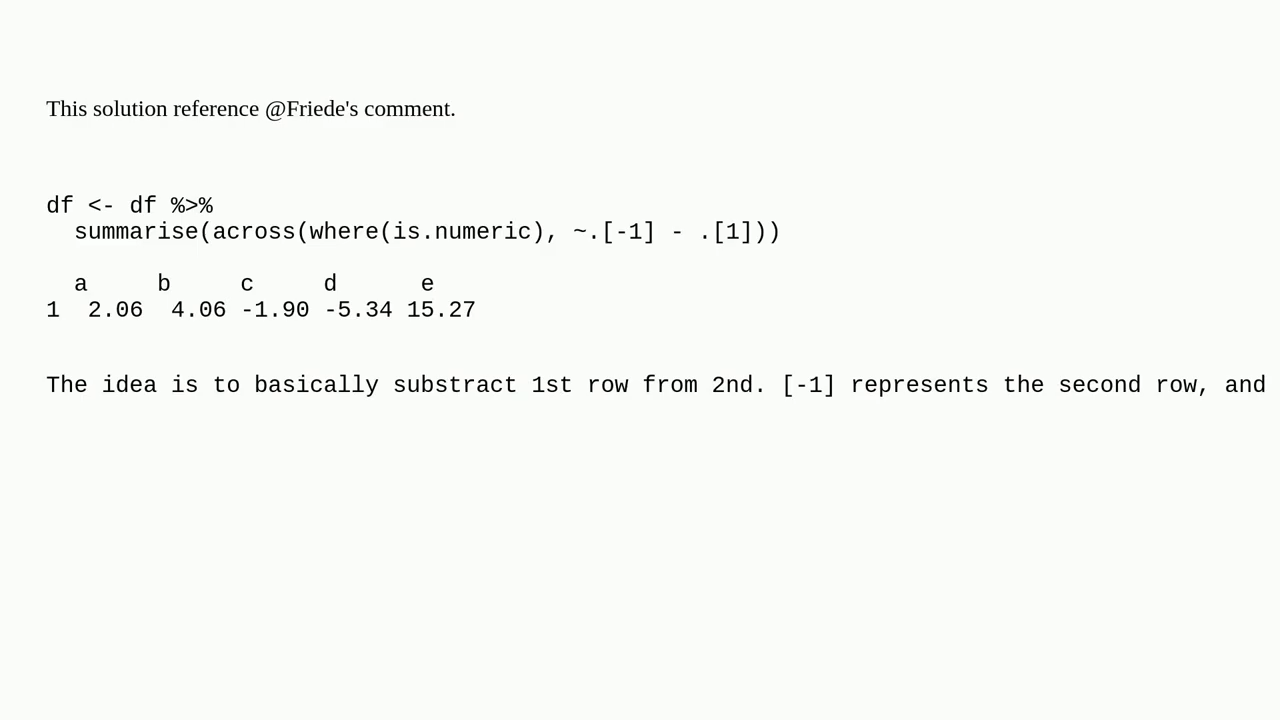 This solution reference @Friede's comment.
df <- df %>%
  summarise(across(where(is.numeric), ~.[-1] - .[1]))
  a     b     c     d      e
1  2.06  4.06 -1.90 -5.34 15.27
The idea is to basically substract 1st row from 2nd. [-1] represents the second row, and